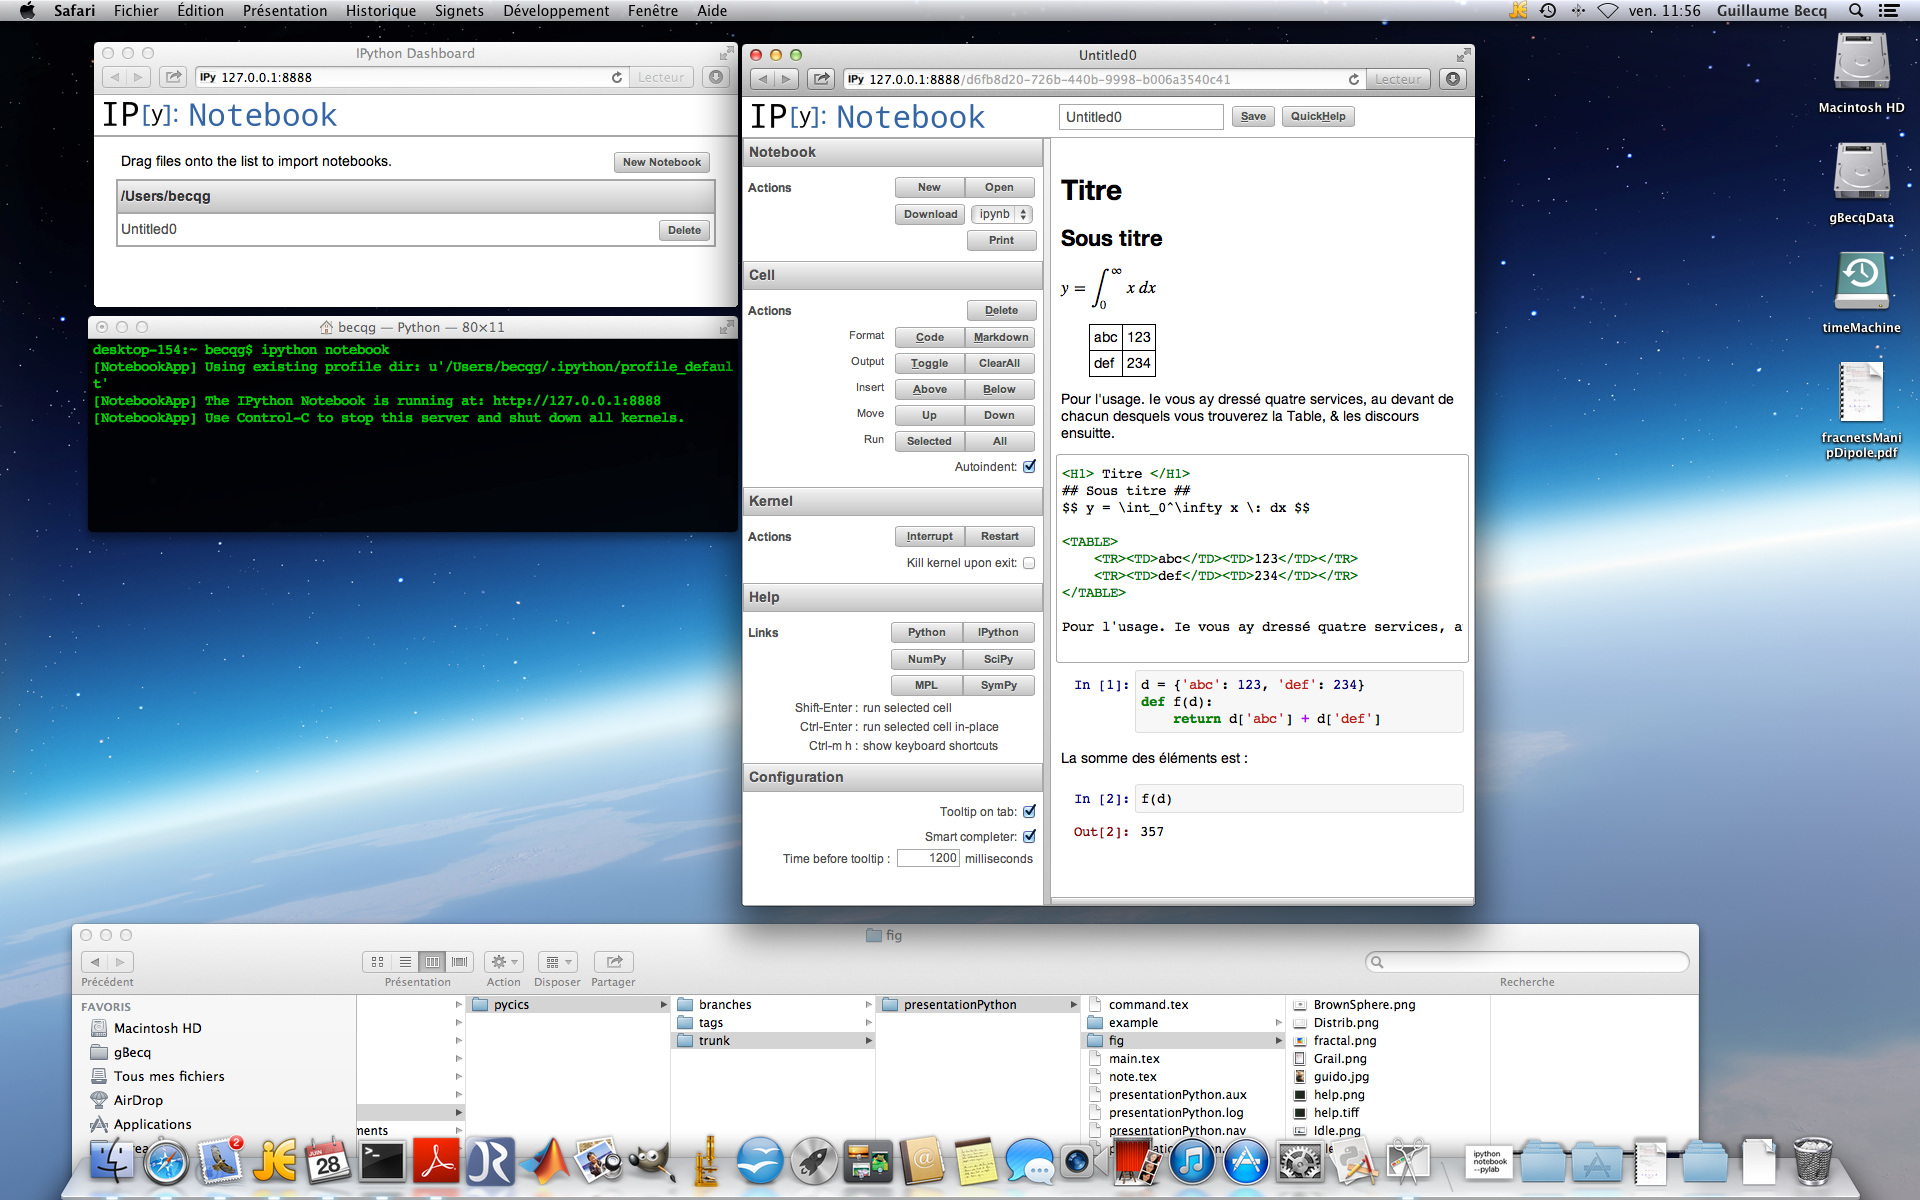 Safari Fichier Édition Présentation Historique Signets Développement Fenêtre Aide ven. 11:56 Guillaume Becq
IPython Dashboard
IPy 127.0.0.1:8888 Lecteur
IP[y]: Notebook
Drag files onto the list to import notebooks. New Notebook
/Users/becqg
Untitled0 Delete
becqg — Python — 80×11
desktop-154:~ becqg$ ipython notebook
[NotebookApp] Using existing profile dir: u'/Users/becqg/.ipython/profile_defaul
t'
[NotebookApp] The IPython Notebook is running at: http://127.0.0.1:8888
[NotebookApp] Use Control-C to stop this server and shut down all kernels.
Untitled0
IPy 127.0.0.1:8888/d6fb8d20-726b-440b-9998-b006a3540c41 Lecteur
IP[y]: Notebook Untitled0 Save QuickHelp
Notebook
Actions New Open
Download ipynb
Print
Cell
Actions Delete
Format Code Markdown
Output Toggle ClearAll
Insert Above Below
Move Up Down
Run Selected All
Autoindent:
Kernel
Actions Interrupt Restart
Kill kernel upon exit:
Help
Links Python IPython
NumPy SciPy
MPL SymPy
Shift-Enter : run selected cell
Ctrl-Enter : run selected cell in-place
Ctrl-m h : show keyboard shortcuts
Configuration
Tooltip on tab:
Smart completer:
Time before tooltip : 1200 milliseconds
Titre
Sous titre
y = ∫₀^∞ x dx
abc 123
def 234
Pour l'usage. Ie vous ay dressé quatre services, au devant de
chacun desquels vous trouverez la Table, & les discours
ensuitte.
<H1> Titre </H1>
## Sous titre ##
$$ y = \int_0^\infty x \: dx $$
<TABLE>
<TR><TD>abc</TD><TD>123</TD></TR>
<TR><TD>def</TD><TD>234</TD></TR>
</TABLE>
Pour l'usage. Ie vous ay dressé quatre services, a
In [1]: d = {'abc': 123, 'def': 234}
def f(d):
return d['abc'] + d['def']
La somme des éléments est :
In [2]: f(d)
Out[2]: 357
Macintosh HD
gBecqData
timeMachine
fracnetsMani
pDipole.pdf
fig
Précédent Présentation Action Disposer Partager Recherche
FAVORIS
Macintosh HD
gBecq
Tous mes fichiers
AirDrop
Applications
ments
pycics
branches
tags
trunk
presentationPython
command.tex
example
fig
main.tex
note.tex
presentationPython.aux
presentationPython.log
presentationPython.nav
BrownSphere.png
Distrib.png
fractal.png
Grail.png
guido.jpg
help.png
help.tiff
Idle.png
2
JUIN
28
ipython
notebook
--pylab